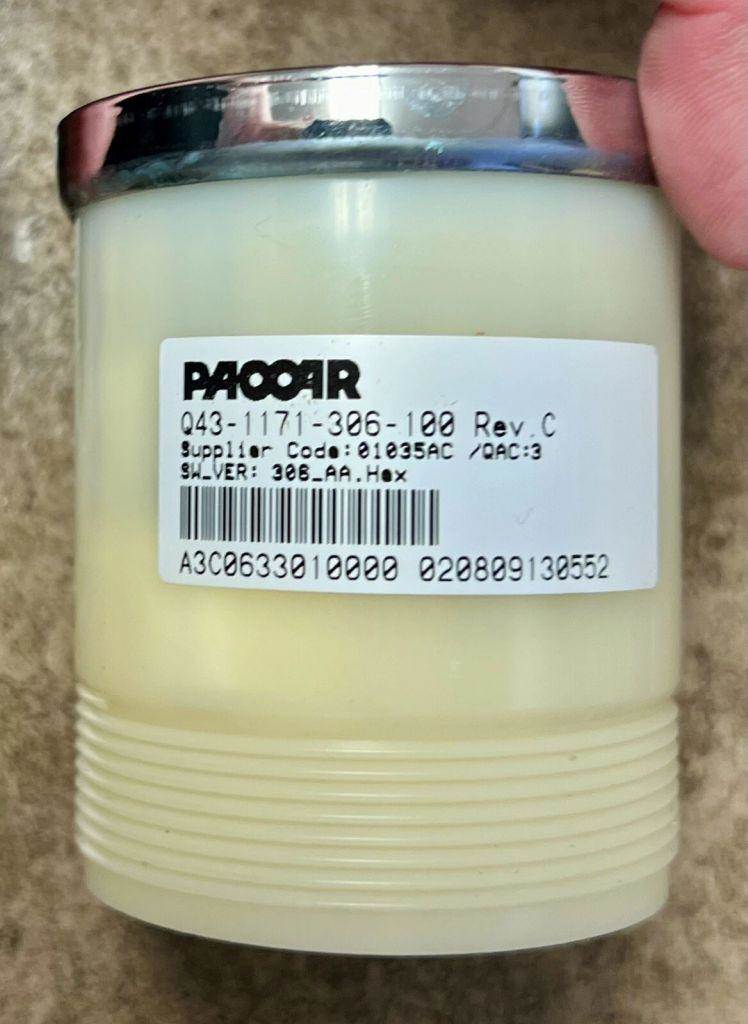 PACCAR
Q43-1171-306-100 Rev.C
Supplier Code:01035AC /QAC:3
SW_VER: 306_AA.Hex
A3C0633010000 020809130552